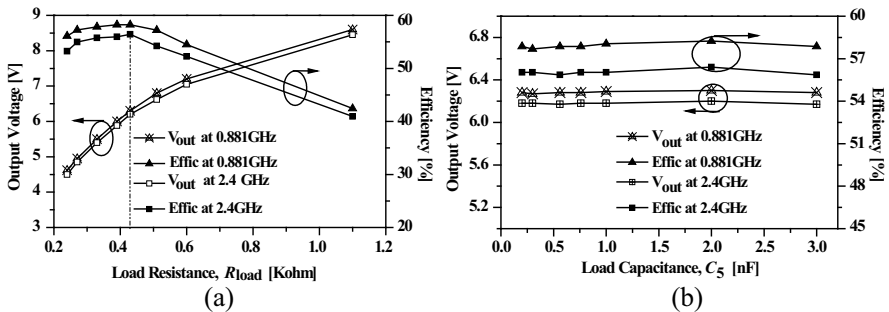 9
8
7
6
5
4
3
Output Voltage [V]
60
50
40
30
20
Efficiency [%]
V_out at 0.881GHz
Effic at 0.881GHz
V_out at 2.4 GHz
Effic at 2.4GHz
0.2 0.4 0.6 0.8 1.0 1.2
Load Resistance, R_load [Kohm]
(a)
6.8
6.4
6.0
5.6
5.2
Output Voltage [V]
60
57
54
51
48
45
Efficiency [%]
V_out at 0.881GHz
Effic at 0.881GHz
V_out at 2.4GHz
Effic at 2.4GHz
0.0 0.5 1.0 1.5 2.0 2.5 3.0
Load Capacitance, C_5 [nF]
(b)